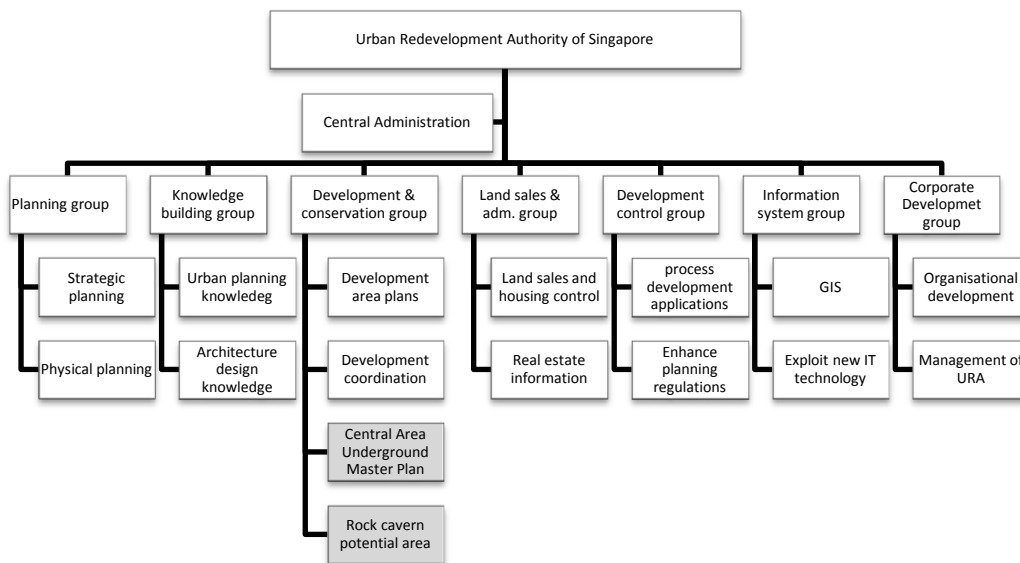 Urban Redevelopment Authority of Singapore
Central Administration
Planning group
Knowledge
building group
Development &
conservation group
Land sales &
adm. group
Development
control group
Information
system group
Corporate
Developmet
group
Strategic
planning
Urban planning
knowledeg
Development
area plans
Land sales and
housing control
process
development
applications
GIS
Organisational
development
Physical planning
Architecture
design
knowledge
Development
coordination
Real estate
information
Enhance
planning
regulations
Exploit new IT
technology
Management of
URA
Central Area
Underground
Master Plan
Rock cavern
potential area